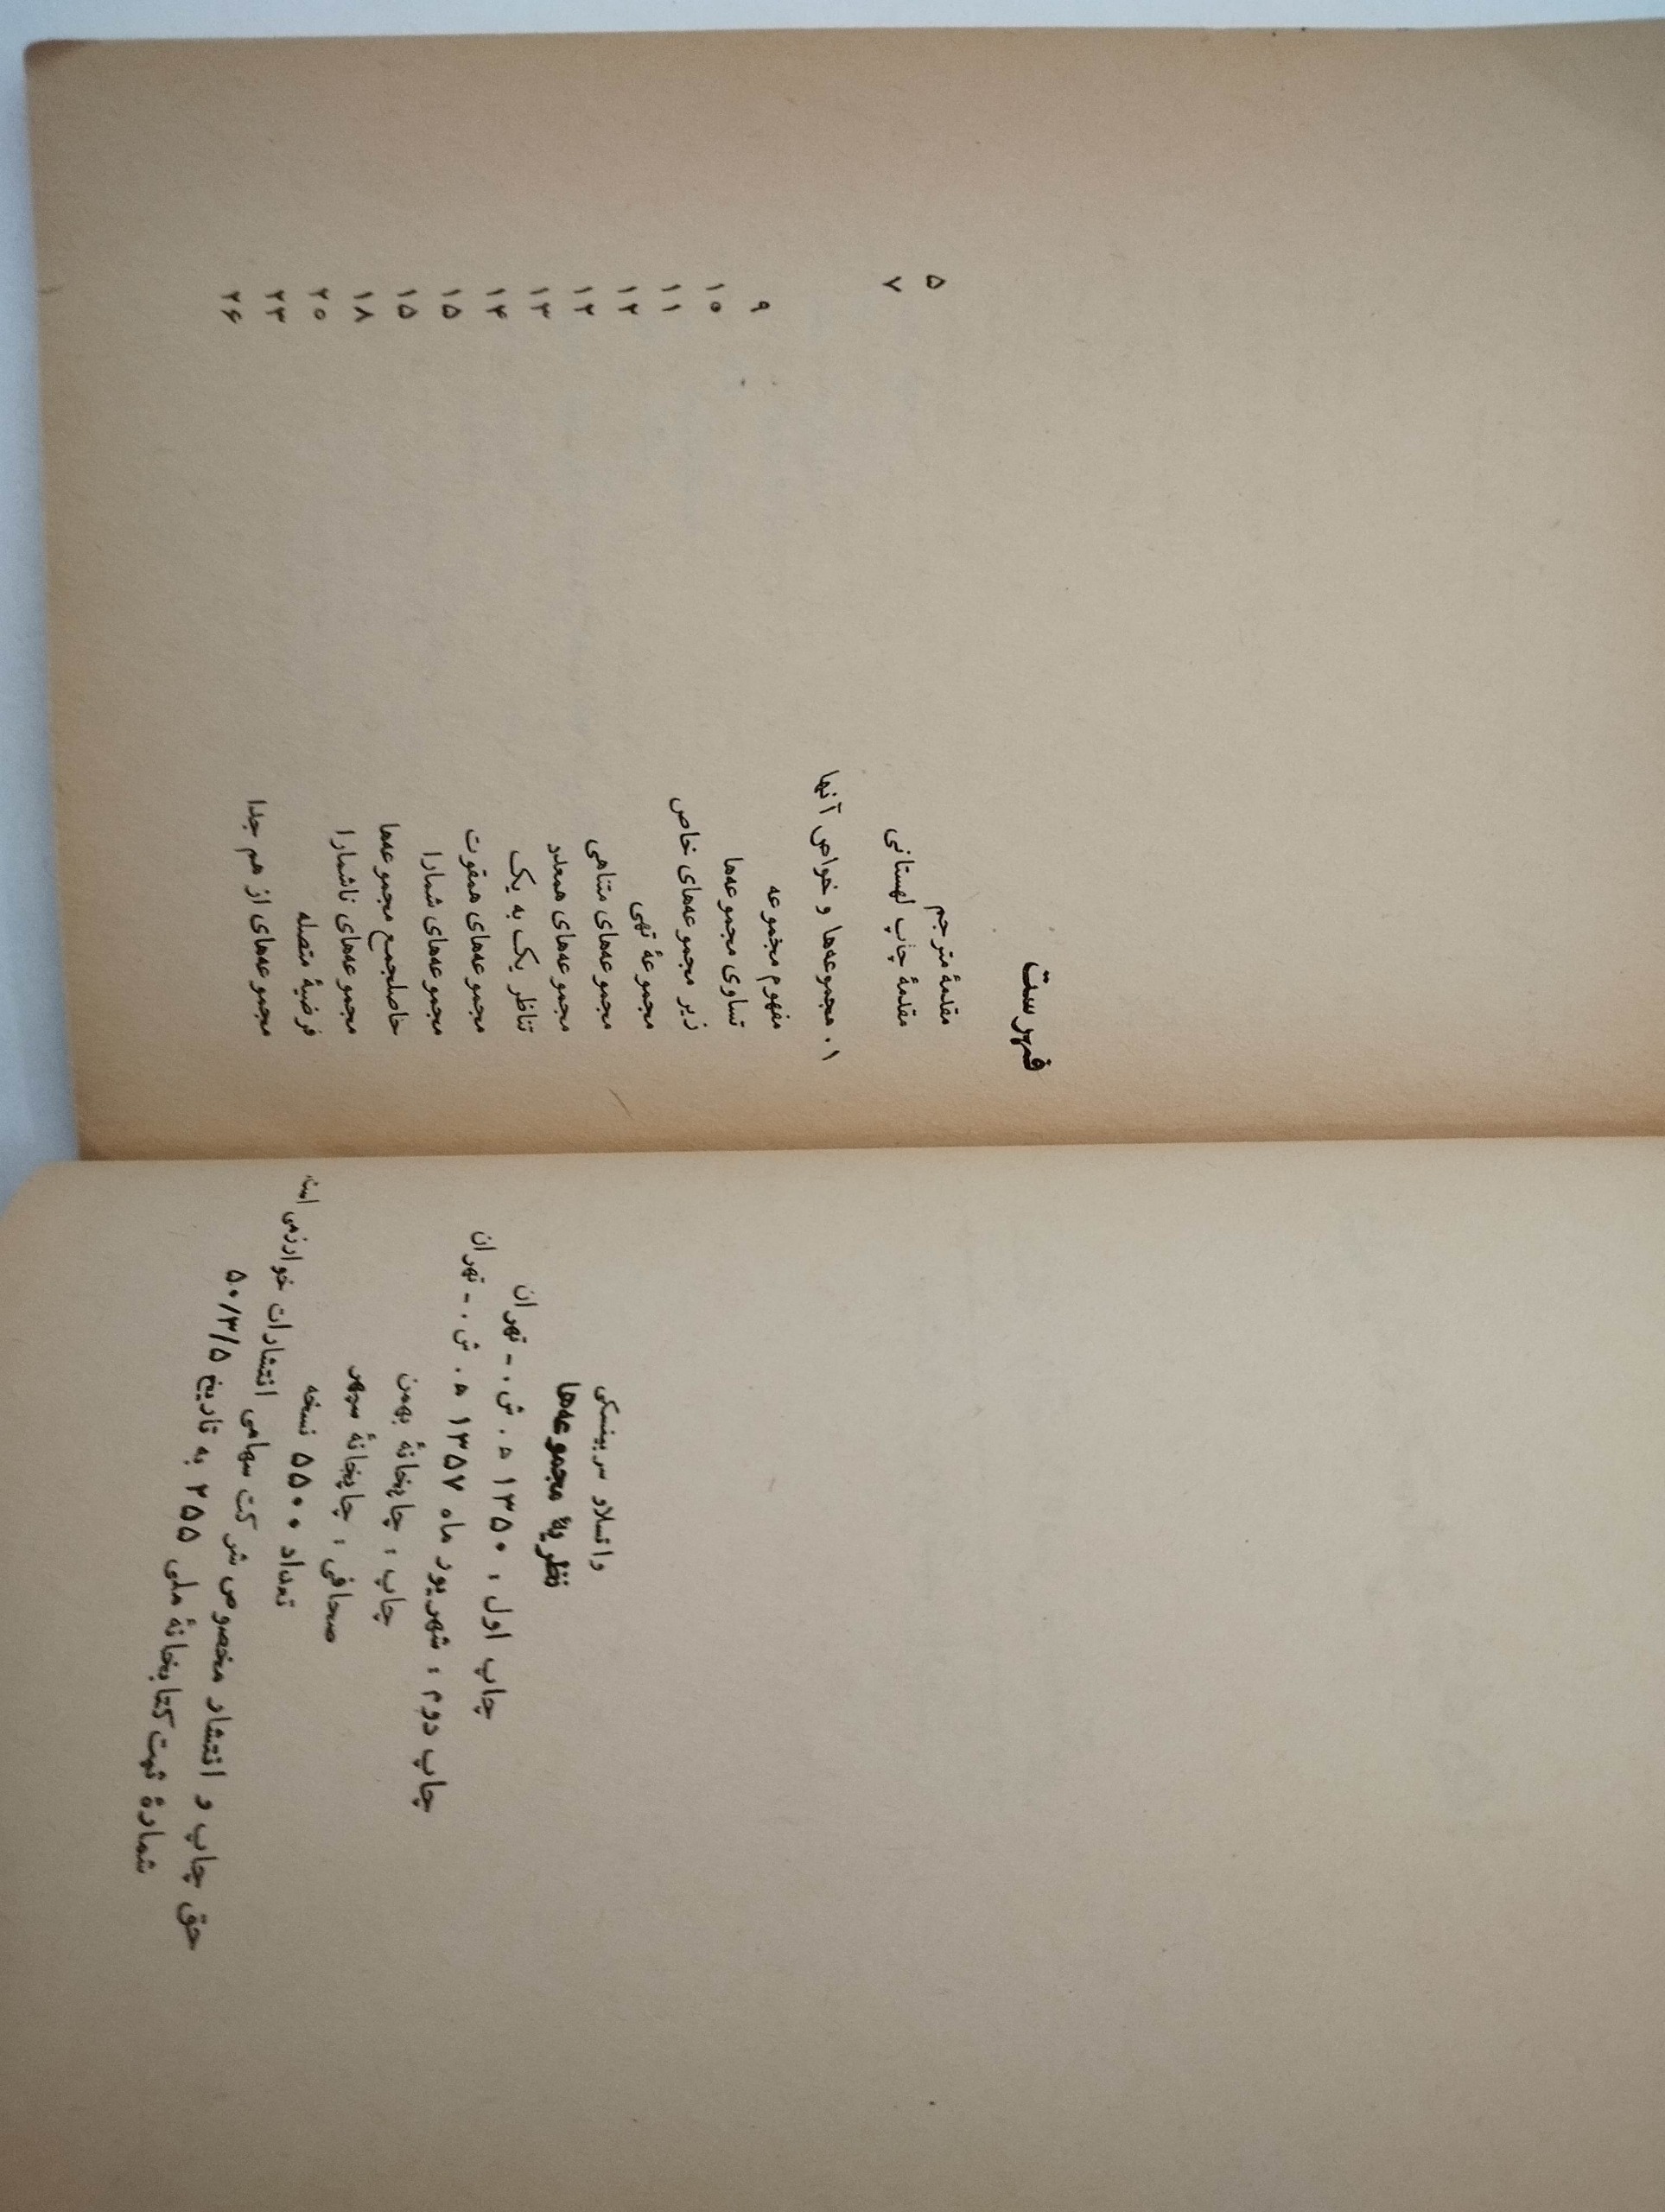 واتسلاو سرپینسکی
نظریهٔ مجموعه‌ها
چاپ اول : ۱۳۵۰ ه. ش. - تهران
چاپ دوم : شهریور ماه ۱۳۵۷ ه. ش. - تهران
چاپ : چاپخانهٔ بهمن
صحافی : چاپخانهٔ سپهر
تعداد ۵۵۰۰ نسخه
حق چاپ و انتشار مخصوص شرکت سهامی انتشارات خوارزمی است
شمارهٔ ثبت کتابخانهٔ ملی ۲۵۵ به تاریخ ۵۰/۳/۵
فهرست
مقدمهٔ مترجم ۵
مقدمهٔ چاپ لهستانی ۷
۱. مجموعه‌ها و خواص آنها
مفهوم مجموعه ۹
تساوی مجموعه‌ها ۱۰
زیر مجموعه‌های خاص ۱۱
مجموعهٔ تهی ۱۲
مجموعه‌های متناهی ۱۲
مجموعه‌های همعدد ۱۳
تناظر یک به یک ۱۴
مجموعه‌های همقوت ۱۵
مجموعه‌های شمارا ۱۵
حاصلجمع مجموعه‌ها ۱۸
مجموعه‌های ناشمارا ۲۰
فرضیهٔ متصله ۲۳
مجموعه‌های از هم جدا ۲۶